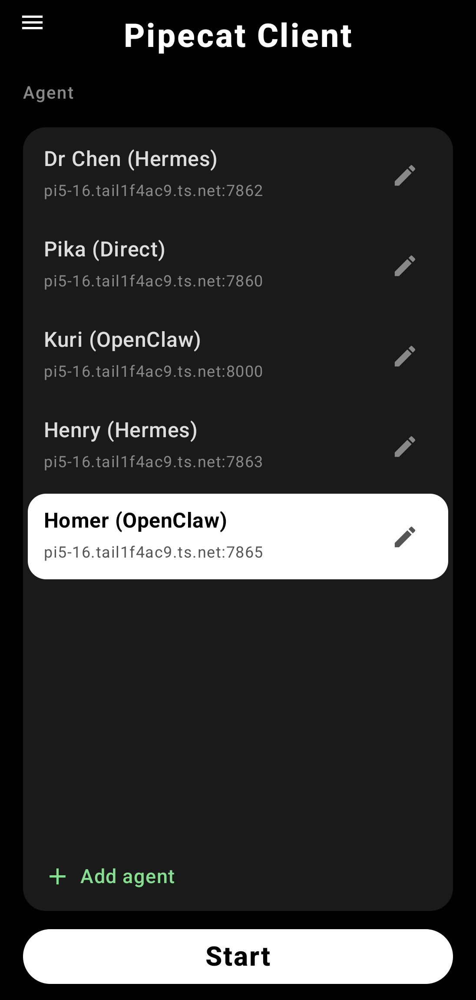 Pipecat Client
Agent
Dr Chen (Hermes)
pi5-16.tail1f4ac9.ts.net:7862
Pika (Direct)
pi5-16.tail1f4ac9.ts.net:7860
Kuri (OpenClaw)
pi5-16.tail1f4ac9.ts.net:8000
Henry (Hermes)
pi5-16.tail1f4ac9.ts.net:7863
Homer (OpenClaw)
pi5-16.tail1f4ac9.ts.net:7865
Add agent
Start